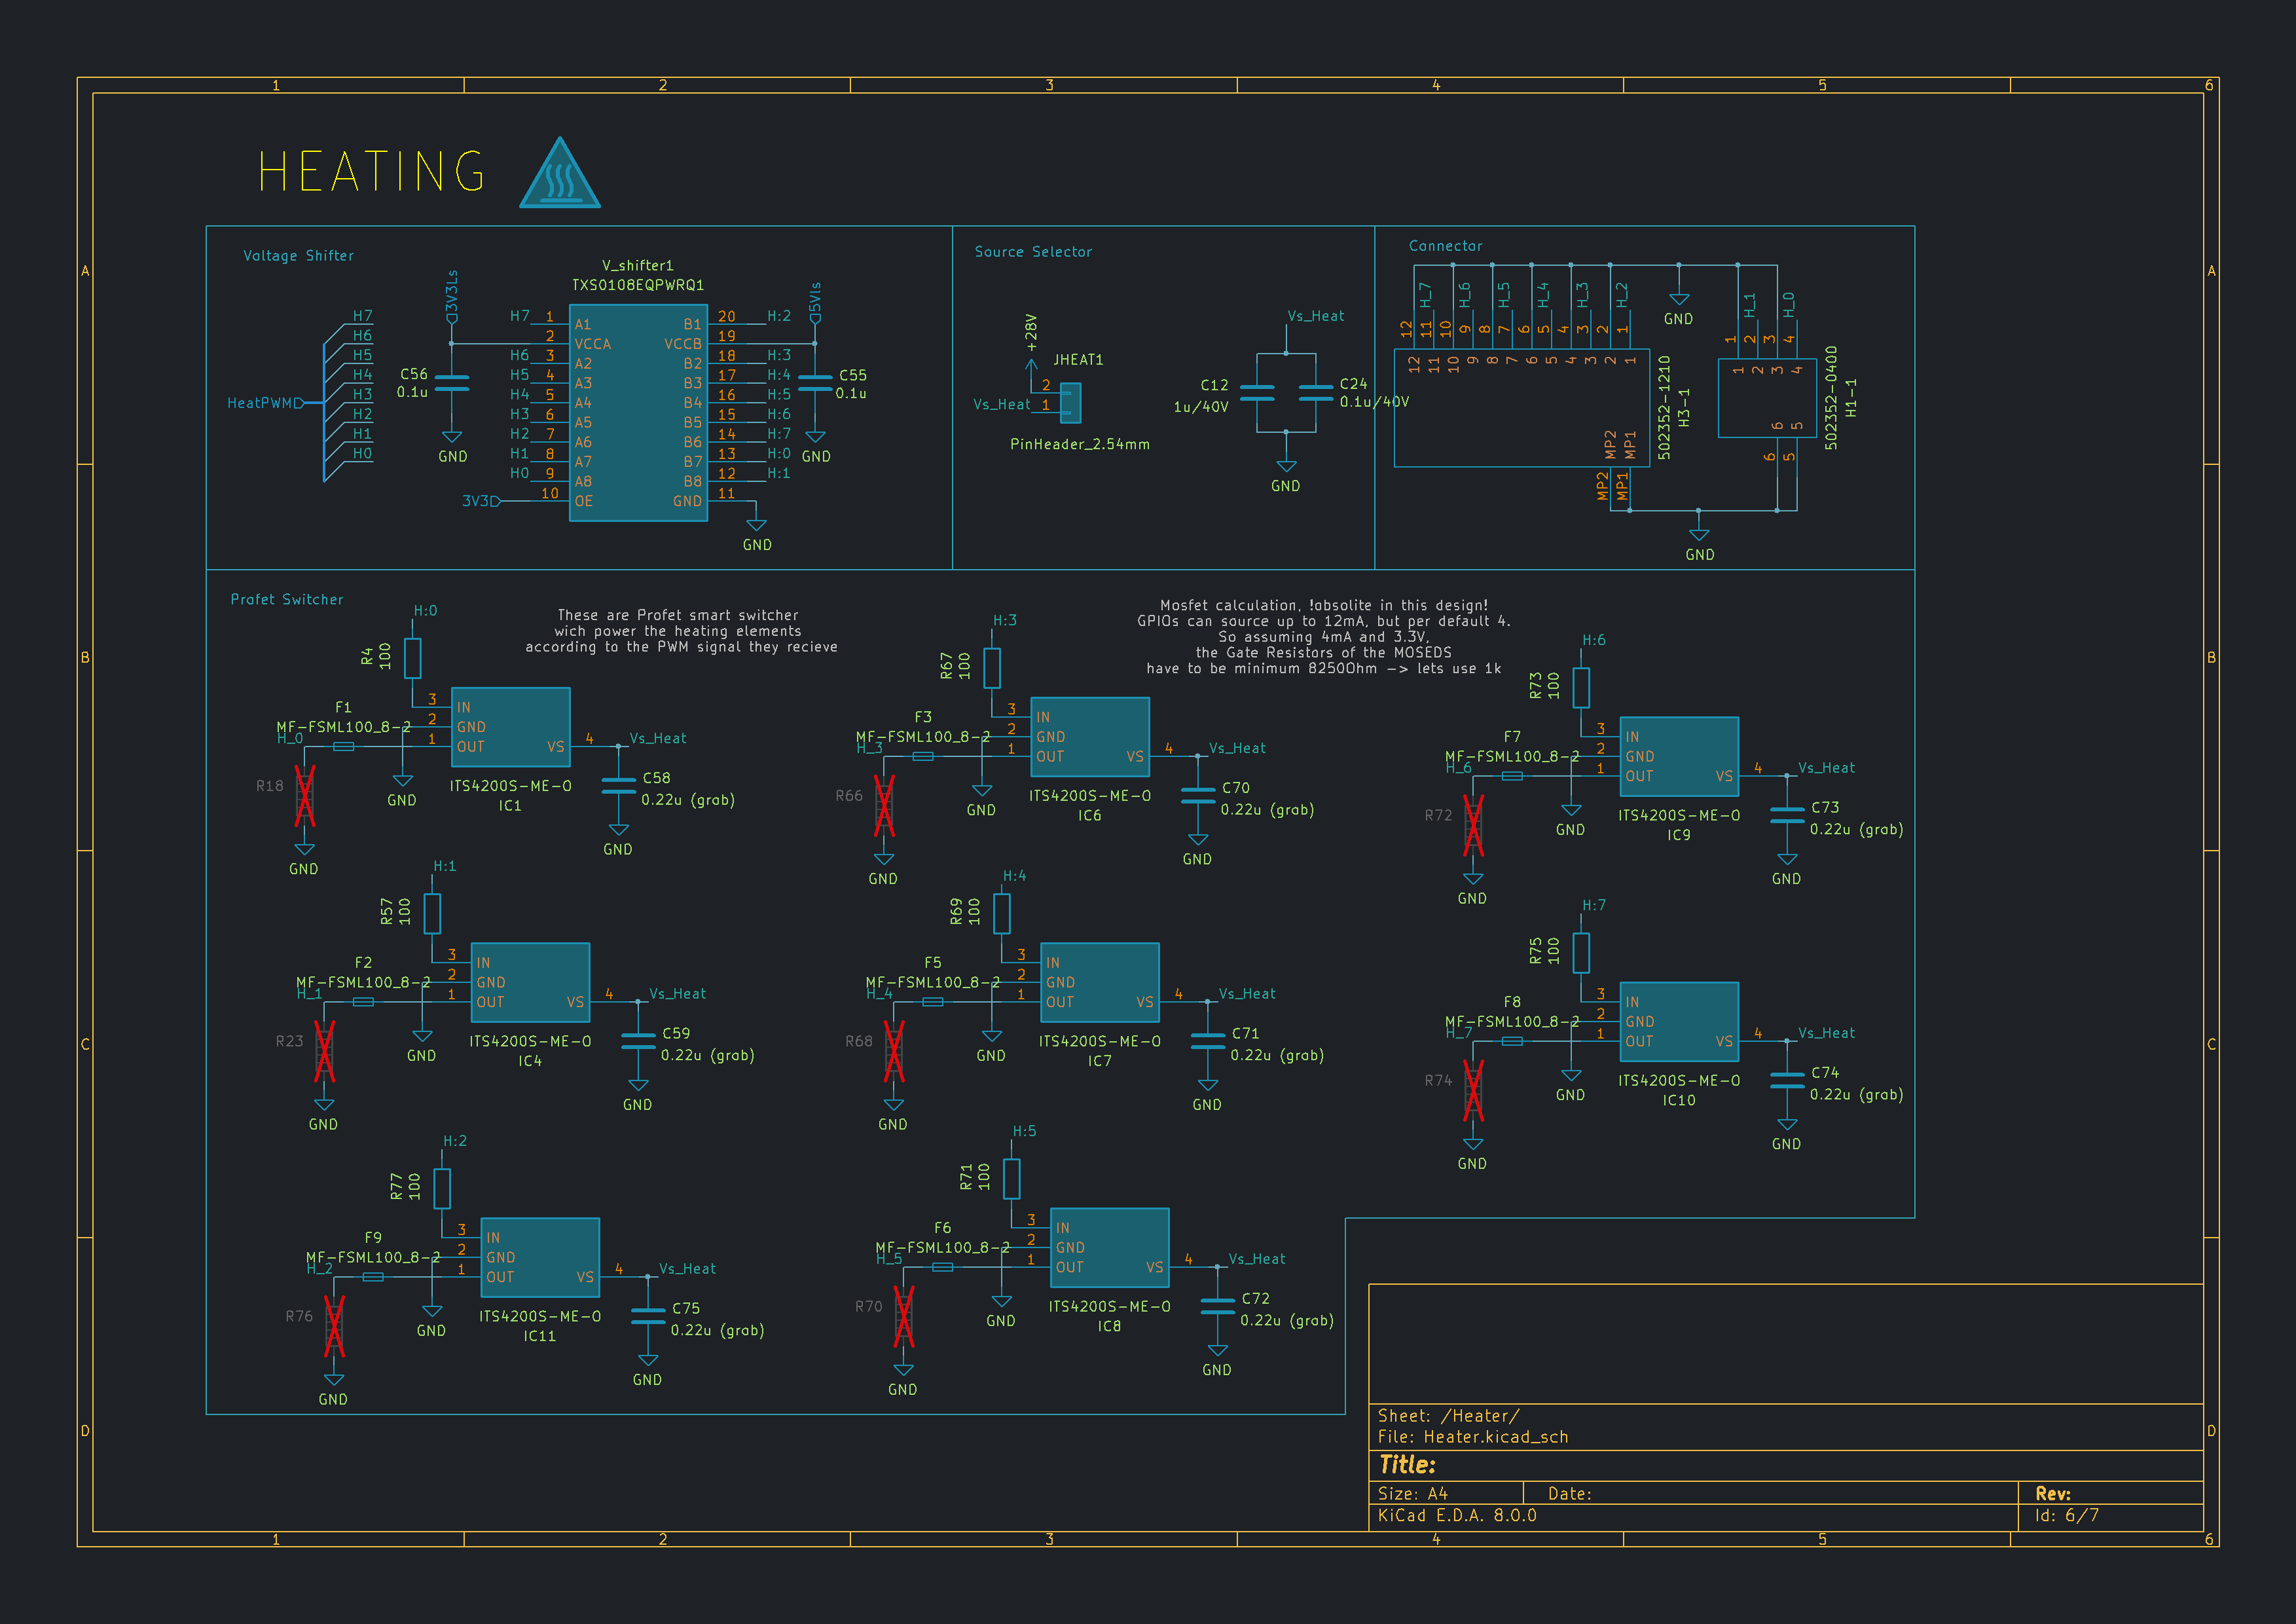 1 2 3 4 5 6
A A
B B
C C
D D
HEATING
Voltage Shifter
HeatPWM
H7
H6
H5
H4
H3
H2
H1
H0
3V3Ls
C56
0.1u
GND
V_shifter1
TXS0108EQPWRQ1
H7 1 A1
2 VCCA
H6 3 A2
H5 4 A3
H4 5 A4
H3 6 A5
H2 7 A6
H1 8 A7
H0 9 A8
3V3 10 OE
B1 20 H:2
VCCB 19
B2 18 H:3
B3 17 H:4
B4 16 H:5
B5 15 H:6
B6 14 H:7
B7 13 H:0
B8 12 H:1
GND 11
GND
5Vls
C55
0.1u
GND
Source Selector
+28V
JHEAT1
2
Vs_Heat 1
PinHeader_2.54mm
Vs_Heat
C12
1u/40V
C24
0.1u/40V
GND
Connector
H_7 H_6 H_5 H_4 H_3 H_2
12 11 10 9 8 7 6 5 4 3 2 1
12 11 10 9 8 7 6 5 4 3 2 1
MP2 MP1
MP2 MP1
502352-1210
H3-1
GND
H_1 H_0
1 2 3 4
1 2 3 4
6 5
6 5
502352-0400
H1-1
GND
Profet Switcher
These are Profet smart switcher
wich power the heating elements
according to the PWM signal they recieve
Mosfet calculation, !absolite in this design!
GPIOs can source up to 12mA, but per default 4.
So assuming 4mA and 3.3V,
the Gate Resistors of the MOSEDS
have to be minimum 825OOhm -> lets use 1k
H:0
R4
100
F1
MF-FSML100_8-2
H_0
R18
GND
GND
3 IN
2 GND
1 OUT
VS 4
Vs_Heat
ITS4200S-ME-O
IC1
C58
0.22u (grab)
GND
H:3
R67
100
F3
MF-FSML100_8-2
H_3
R66
GND
GND
3 IN
2 GND
1 OUT
VS 4
Vs_Heat
ITS4200S-ME-O
IC6
C70
0.22u (grab)
GND
H:6
R73
100
F7
MF-FSML100_8-2
H_6
R72
GND
GND
3 IN
2 GND
1 OUT
VS 4
Vs_Heat
ITS4200S-ME-O
IC9
C73
0.22u (grab)
GND
H:1
R57
100
F2
MF-FSML100_8-2
H_1
R23
GND
GND
3 IN
2 GND
1 OUT
VS 4
Vs_Heat
ITS4200S-ME-O
IC4
C59
0.22u (grab)
GND
H:4
R69
100
F5
MF-FSML100_8-2
H_4
R68
GND
GND
3 IN
2 GND
1 OUT
VS 4
Vs_Heat
ITS4200S-ME-O
IC7
C71
0.22u (grab)
GND
H:7
R75
100
F8
MF-FSML100_8-2
H_7
R74
GND
GND
3 IN
2 GND
1 OUT
VS 4
Vs_Heat
ITS4200S-ME-O
IC10
C74
0.22u (grab)
GND
H:2
R77
100
F9
MF-FSML100_8-2
H_2
R76
GND
GND
3 IN
2 GND
1 OUT
VS 4
Vs_Heat
ITS4200S-ME-O
IC11
C75
0.22u (grab)
GND
H:5
R71
100
F6
MF-FSML100_8-2
H_5
R70
GND
GND
3 IN
2 GND
1 OUT
VS 4
Vs_Heat
ITS4200S-ME-O
IC8
C72
0.22u (grab)
GND
Sheet: /Heater/
File: Heater.kicad_sch
Title:
Size: A4 Date: Rev:
KiCad E.D.A. 8.0.0 Id: 6/7
1 2 3 4 5 6